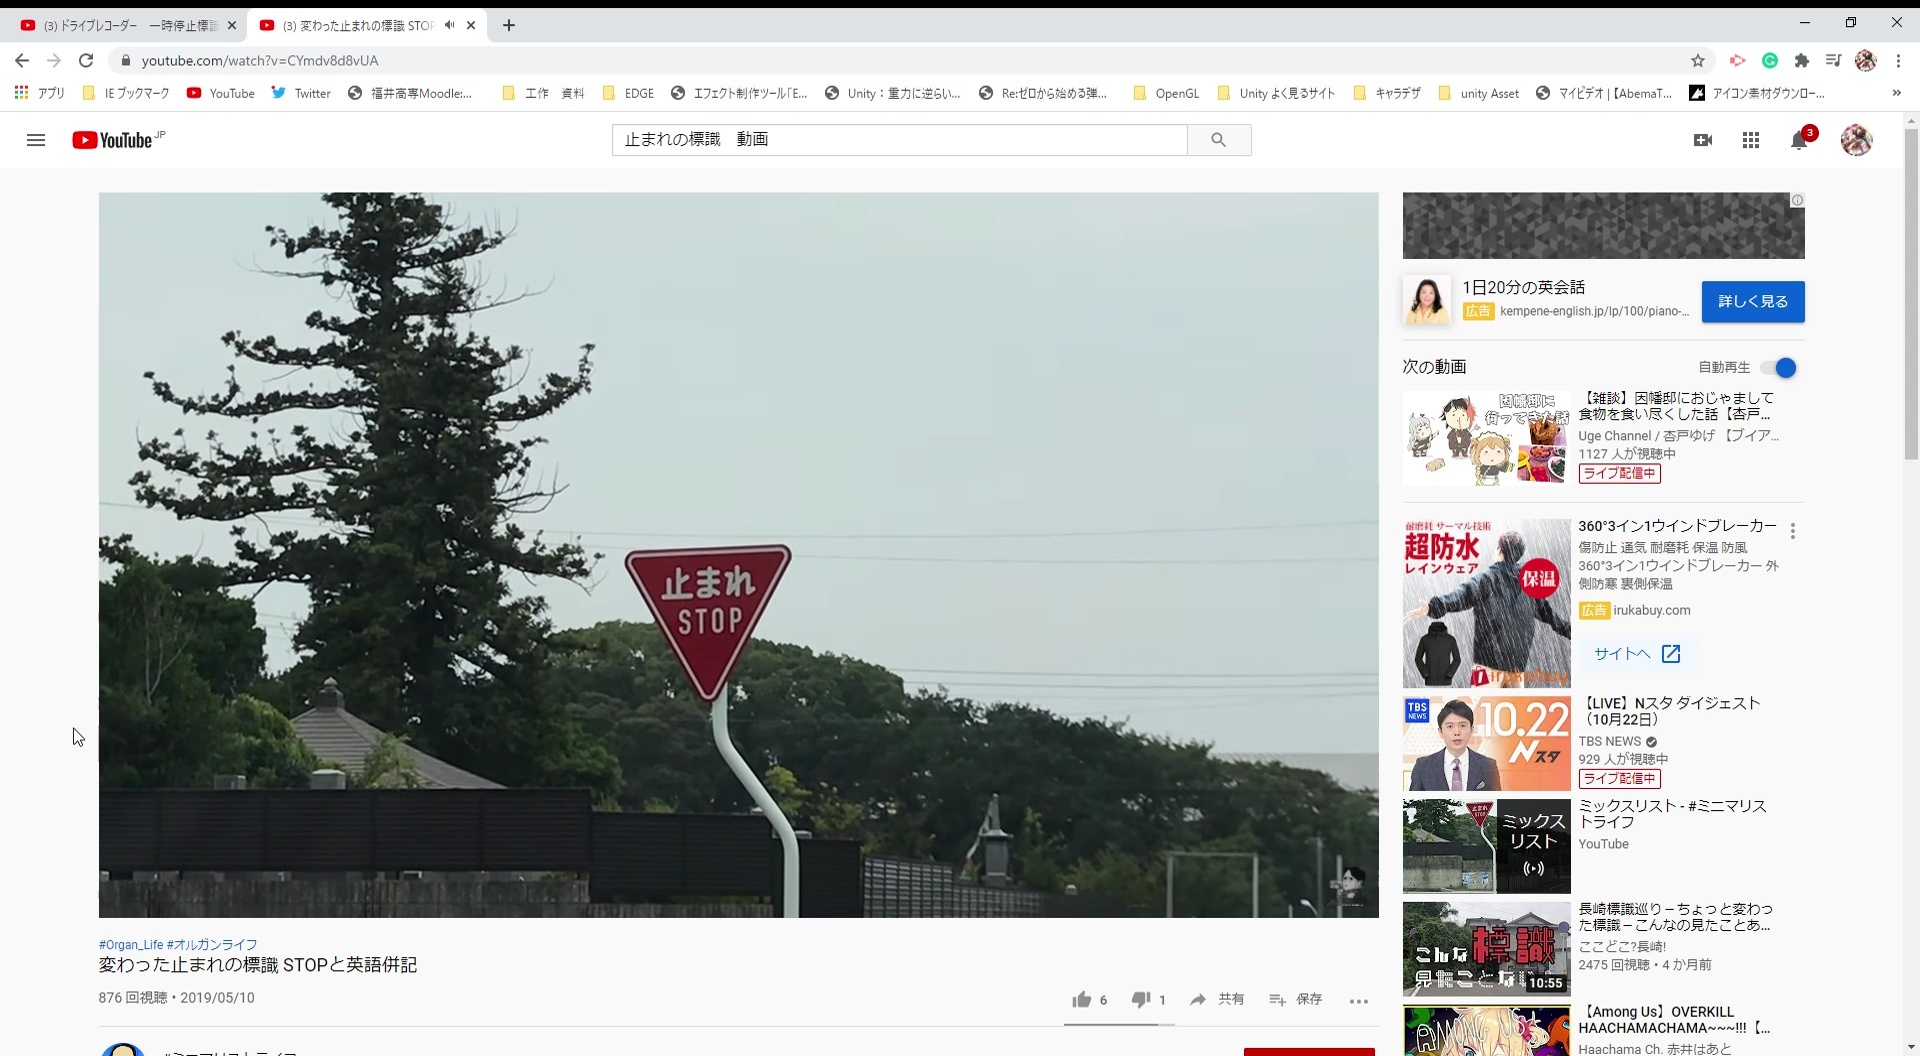 (3) ドライブレコーダー 一時停止標識
(3) 変わった止まれの標識 STOP
youtube.com/watch?v=CYmdv8d8vUA
アプリ
IE ブックマーク
YouTube
Twitter
福井高専Moodle:...
工作 資料
EDGE
エフェクト制作ツール「E...
Unity：重力に逆らい...
Re:ゼロから始める弾...
OpenGL
Unity よく見るサイト
キャラデザ
unity Asset
マイビデオ | 【AbemaT...
アイコン素材ダウンロー...
YouTube JP
止まれの標識 動画
3
止まれ
STOP
#Organ_Life #オルガンライフ
変わった止まれの標識 STOPと英語併記
876 回視聴・2019/05/10
6
1
共有
保存
1日20分の英会話
広告 kempene-english.jp/lp/100/piano-...
詳しく見る
次の動画
自動再生
因幡邸に
行ってきた話
【雑談】因幡邸におじゃまして
食物を食い尽くした話【杏戸...
Uge Channel / 杏戸ゆげ 【ブイア...
1127 人が視聴中
ライブ配信中
耐磨耗 サーマル技術
超防水
レインウェア
保温
irukabuy
360°3イン1ウインドブレーカー
傷防止 通気 耐磨耗 保温 防風
360°3イン1ウインドブレーカー 外
側防寒 裏側保温
広告 irukabuy.com
サイトへ
TBS
NEWS
10.22
Nスタ
【LIVE】Nスタ ダイジェスト
（10月22日）
TBS NEWS
929 人が視聴中
ライブ配信中
止まれ
STOP
ミックス
リスト
ミックスリスト - #ミニマリス
トライフ
YouTube
こんな標識
見たことない
10:55
長崎標識巡り－ちょっと変わっ
た標識－こんなの見たことあ...
ここどこ?長崎!
2475 回視聴・4 か月前
AMONG US
【Among Us】OVERKILL
HAACHAMACHAMA~~~!!!【...
Haachama Ch. 赤井はあと